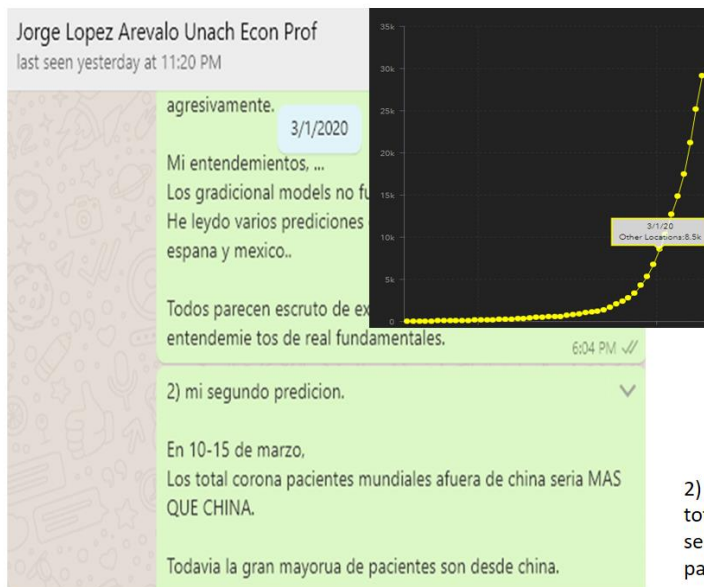 Jorge Lopez Arevalo Unach Econ Prof
last seen yesterday at 11:20 PM
agresivamente.
3/1/2020
Mi entendemientos, ...
Los gradicional models no fu
He leydo varios prediciones
espana y mexico..
Todos parecen escruto de ex
entendemie tos de real fundamentales.
6:04 PM
2) mi segundo predicion.
En 10-15 de marzo,
Los total corona pacientes mundiales afuera de china seria MAS
QUE CHINA.
Todavia la gran mayorua de pacientes son desde china.
35k
30k
25k
20k
15k
10k
5k
0
3/1/20
Other Locations:8.5k
2)
tot
se
pa